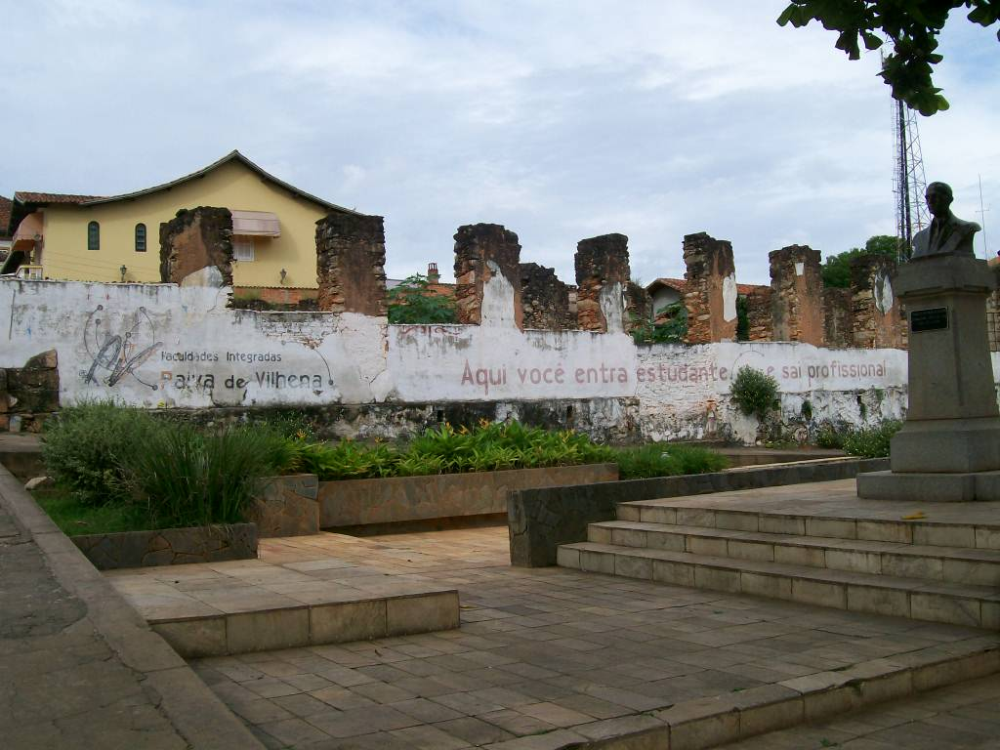 Faculdades Integradas
Paiva de Vilhena
Aqui você entra estudante e sai profissional